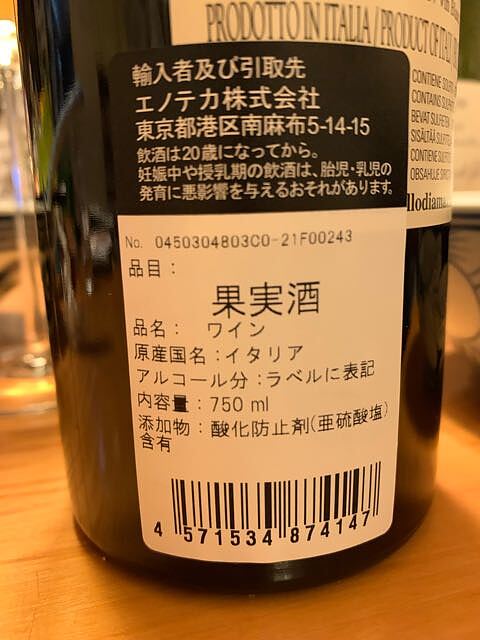 PRODOTTO IN ITALIA / PRODUCT OF
輸入者及び引取先
エノテカ株式会社
東京都港区南麻布5-14-15
飲酒は20歳になってから。
妊娠中や授乳期の飲酒は、胎児・乳児の
発育に悪影響を与えるおそれがあります。
CONTIENE
CONTAINS
BEVAT
SISÄLTÄÄ
CONTIENE
OBSAHUJE
llodiama
No. 0450304803C0-21F00243
品目:
果実酒
品名: ワイン
原産国名:イタリア
アルコール分:ラベルに表記
内容量:750 ml
添加物:酸化防止剤(亜硫酸塩)
含有
4 571534 874147